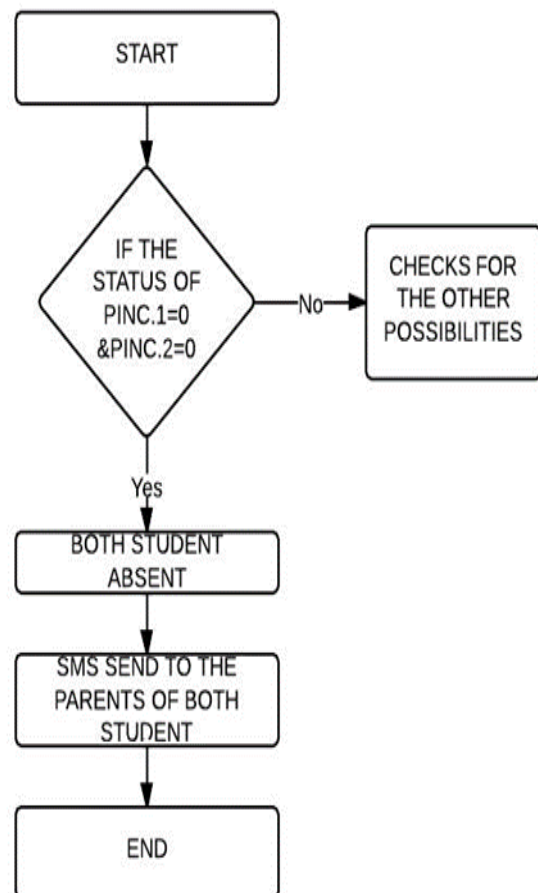 START
IF THE
STATUS OF
PINC.1=0
&PINC.2=0
No
CHECKS FOR
THE OTHER
POSSIBILITIES
Yes
BOTH STUDENT
ABSENT
SMS SEND TO THE
PARENTS OF BOTH
STUDENT
END